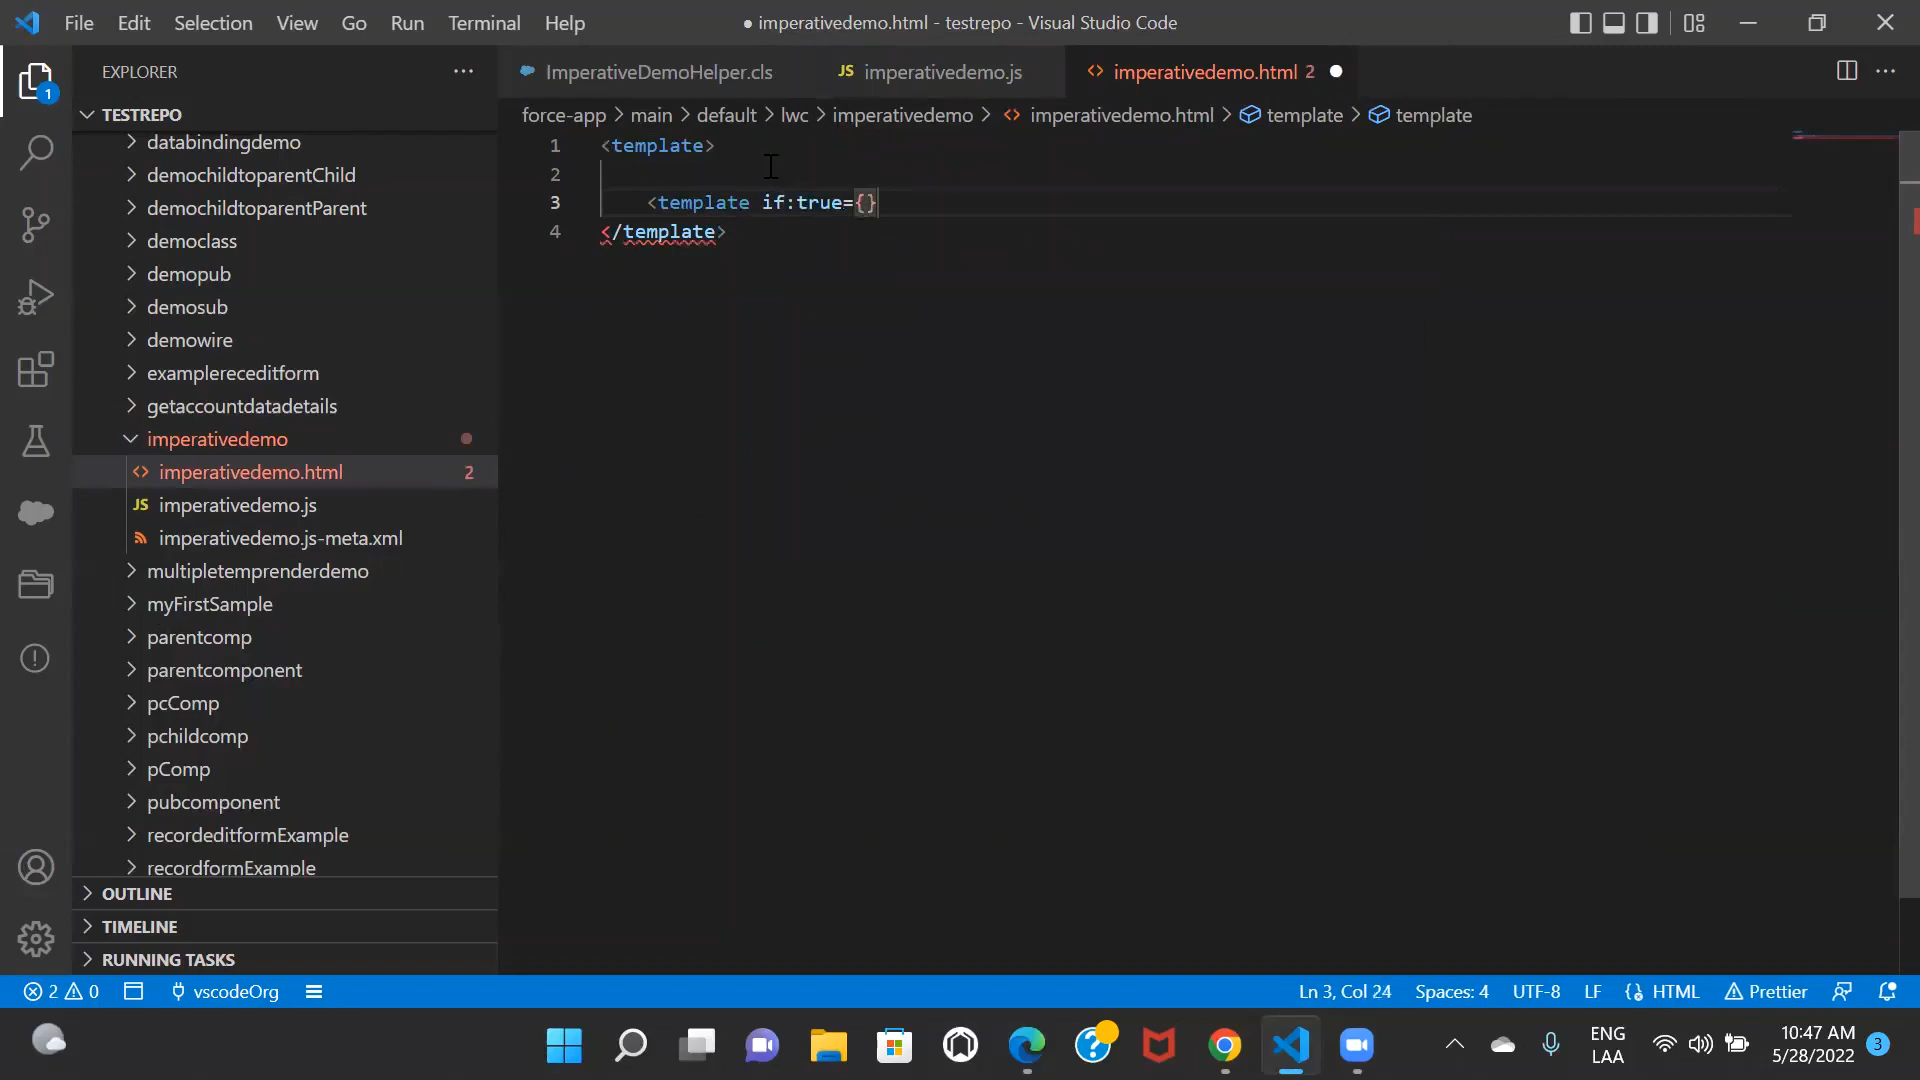 File Edit Selection View Go Run Terminal Help
● imperativedemo.html - testrepo - Visual Studio Code
EXPLORER
1
TESTREPO
databindingdemo
demochildtoparentChild
demochildtoparentParent
democlass
demopub
demosub
demowire
examplereceditform
getaccountdatadetails
imperativedemo
imperativedemo.html 2
JS imperativedemo.js
imperativedemo.js-meta.xml
multipletemprenderdemo
myFirstSample
parentcomp
parentcomponent
pcComp
pchildcomp
pComp
pubcomponent
recordeditformExample
recordformExample
OUTLINE
TIMELINE
RUNNING TASKS
ImperativeDemoHelper.cls JS imperativedemo.js imperativedemo.html 2
force-app > main > default > lwc > imperativedemo > imperativedemo.html > template > template
1 <template>
2
3 <template if:true={}
4 </template>
2 0 vscodeOrg Ln 3, Col 24 Spaces: 4 UTF-8 LF {} HTML Prettier
ENG
LAA
10:47 AM
5/28/2022
3